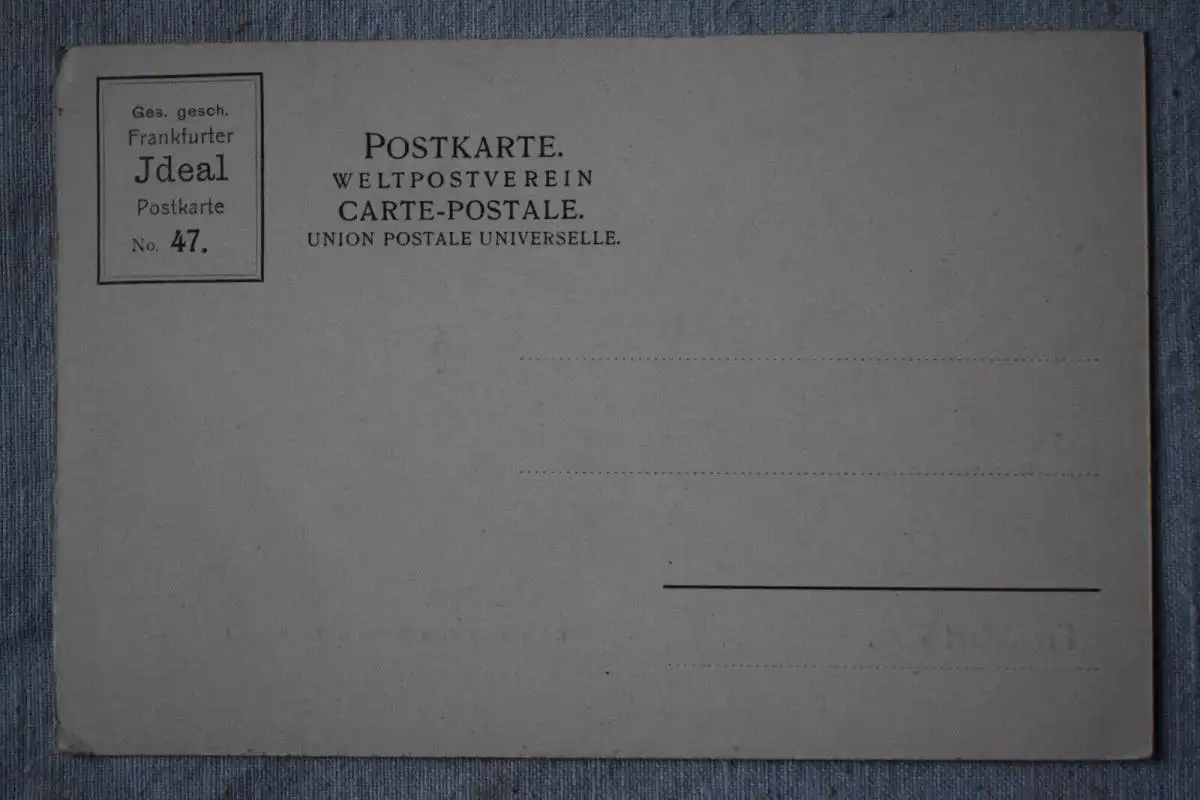 Ges. gesch.
Frankfurter
Jdeal
Postkarte
No. 47.
POSTKARTE.
WELTPOSTVEREIN
CARTE-POSTALE.
UNION POSTALE UNIVERSELLE.